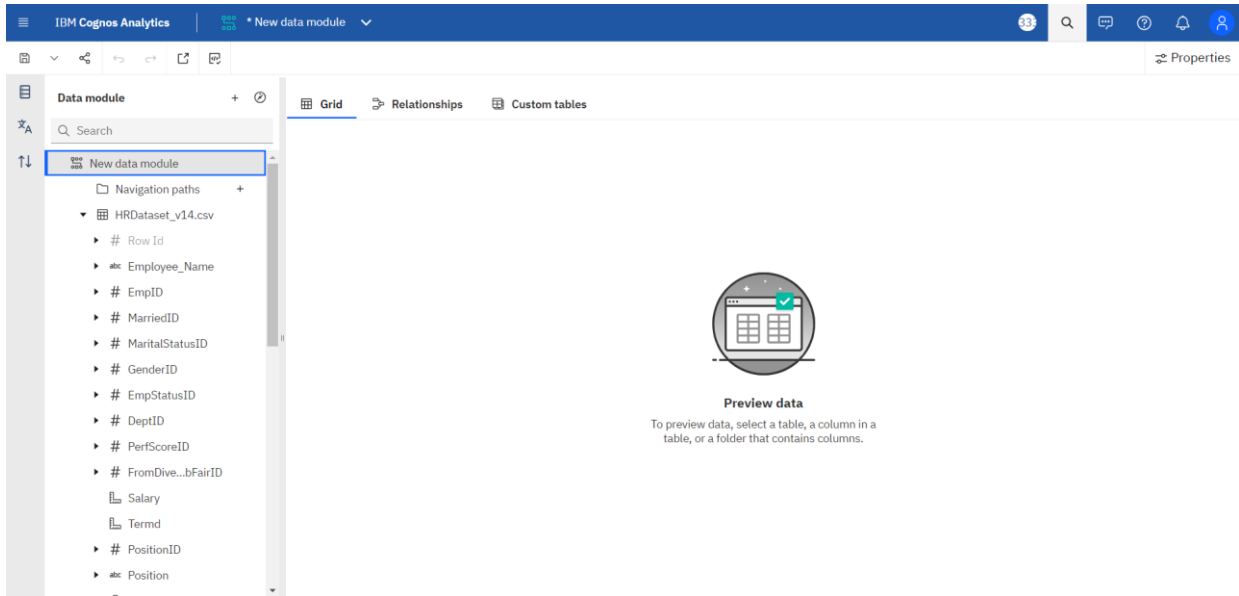 IBM Cognos Analytics
* New data module
Properties
Data module
Grid
Relationships
Custom tables
Search
New data module
Navigation paths
HRDataset_v14.csv
# Row Id
abc Employee_Name
# EmpID
# MarriedID
# MaritalStatusID
# GenderID
# EmpStatusID
# DeptID
# PerfScoreID
# FromDive...bFairID
Salary
Termd
# PositionID
abc Position
Preview data
To preview data, select a table, a column in a
table, or a folder that contains columns.